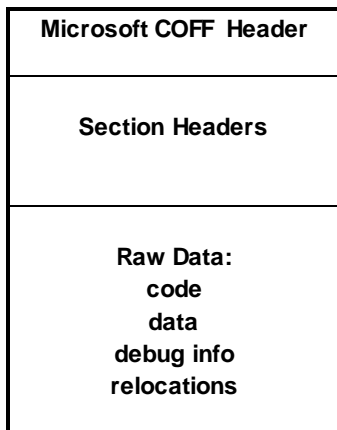 Microsoft COFF Header
Section Headers
Raw Data:
code
data
debug info
relocations